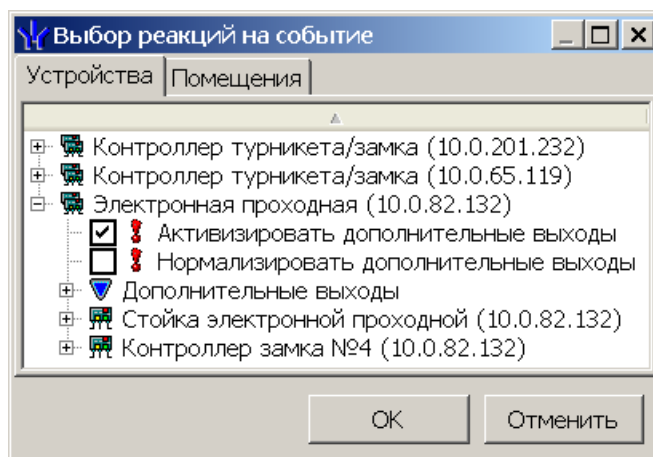 Выбор реакций на событие
Устройства Помещения
Контроллер турникета/замка (10.0.201.232)
Контроллер турникета/замка (10.0.65.119)
Электронная проходная (10.0.82.132)
Активизировать дополнительные выходы
Нормализировать дополнительные выходы
Дополнительные выходы
Стойка электронной проходной (10.0.82.132)
Контроллер замка №4 (10.0.82.132)
OK Отменить